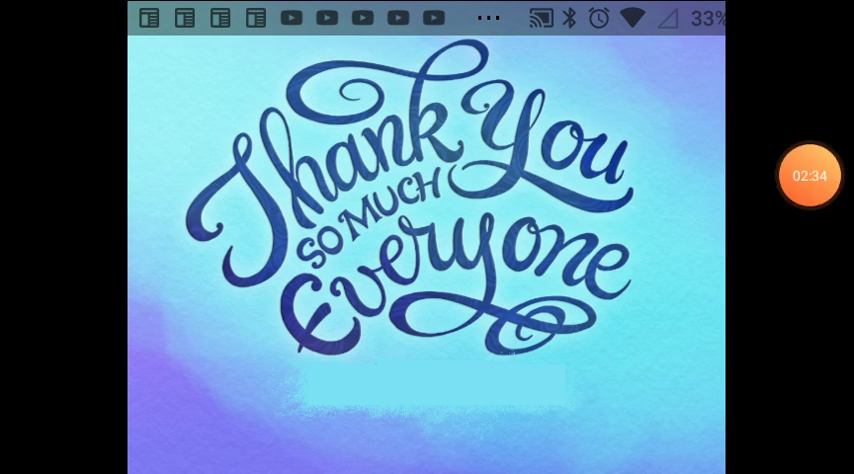 33%
Thank You
SO MUCH
Everyone
02:34